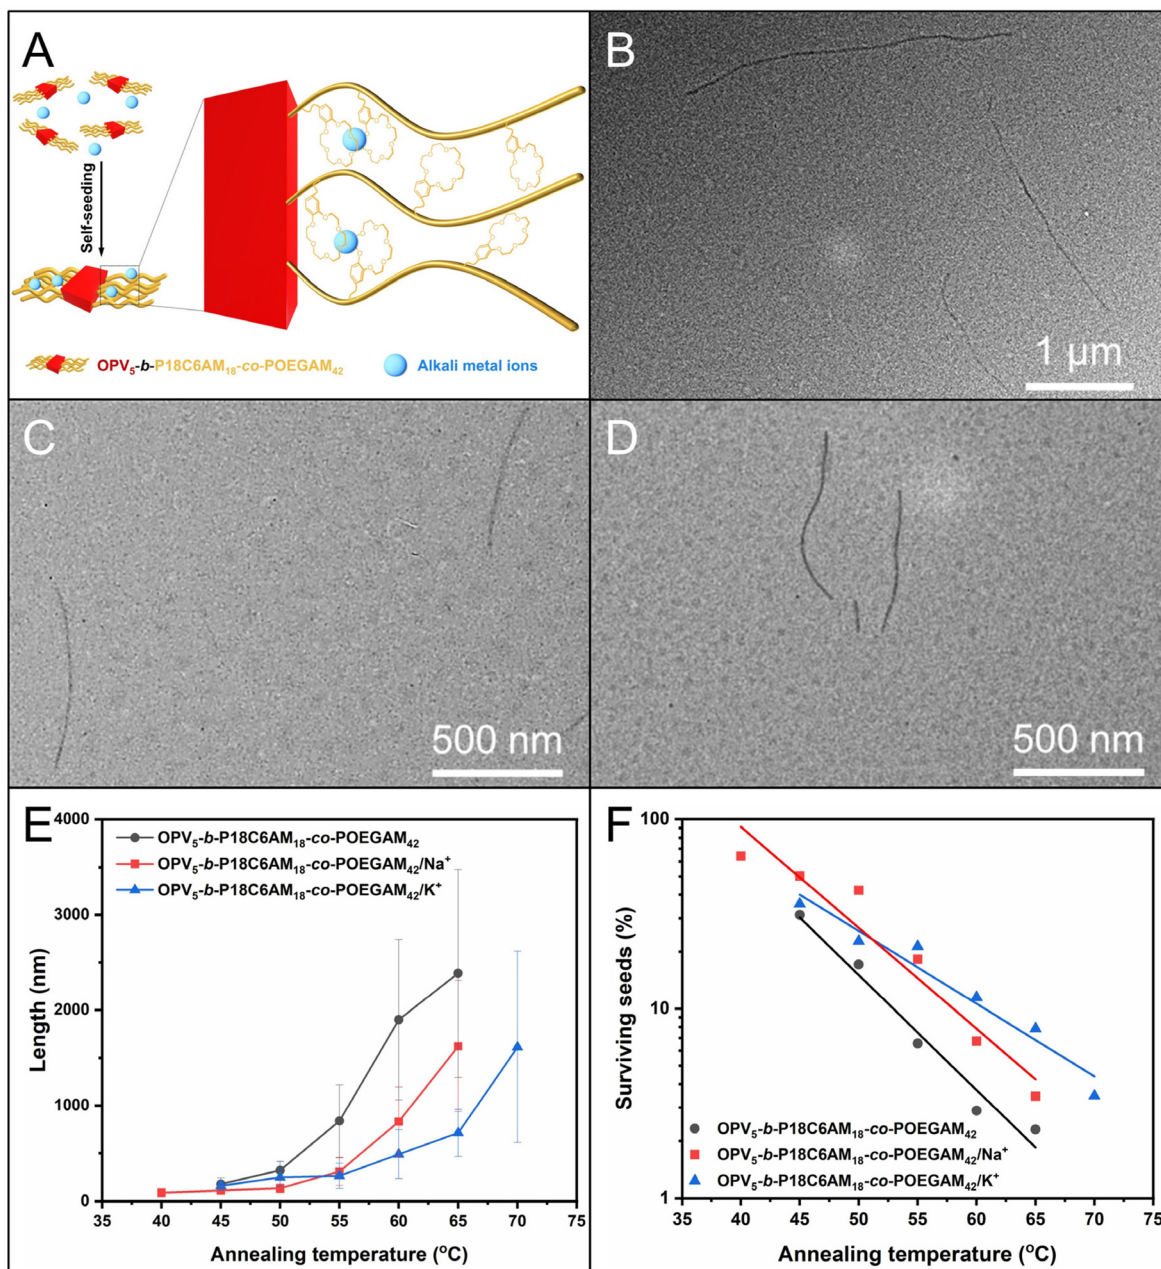 A
Self-seeding
OPV₅-b-P18C6AM₁₈-co-POEGAM₄₂
Alkali metal ions
B
1 μm
C
500 nm
D
500 nm
E
4000
3000
2000
1000
0
Length (nm)
OPV₅-b-P18C6AM₁₈-co-POEGAM₄₂
OPV₅-b-P18C6AM₁₈-co-POEGAM₄₂/Na⁺
OPV₅-b-P18C6AM₁₈-co-POEGAM₄₂/K⁺
35 40 45 50 55 60 65 70 75
Annealing temperature (°C)
F
100
10
1
Surviving seeds (%)
OPV₅-b-P18C6AM₁₈-co-POEGAM₄₂
OPV₅-b-P18C6AM₁₈-co-POEGAM₄₂/Na⁺
OPV₅-b-P18C6AM₁₈-co-POEGAM₄₂/K⁺
35 40 45 50 55 60 65 70 75
Annealing temperature (°C)